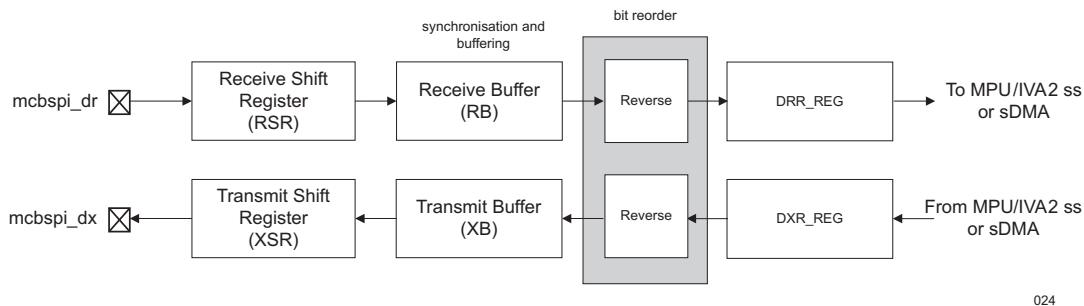 bit reorder
synchronisation and
buffering
mcbspi_dr
Receive Shift
Register
(RSR)
Receive Buffer
(RB)
Reverse
DRR_REG
To MPU/IVA2 ss
or sDMA
mcbspi_dx
Transmit Shift
Register
(XSR)
Transmit Buffer
(XB)
Reverse
DXR_REG
From MPU/IVA2 ss
or sDMA
024